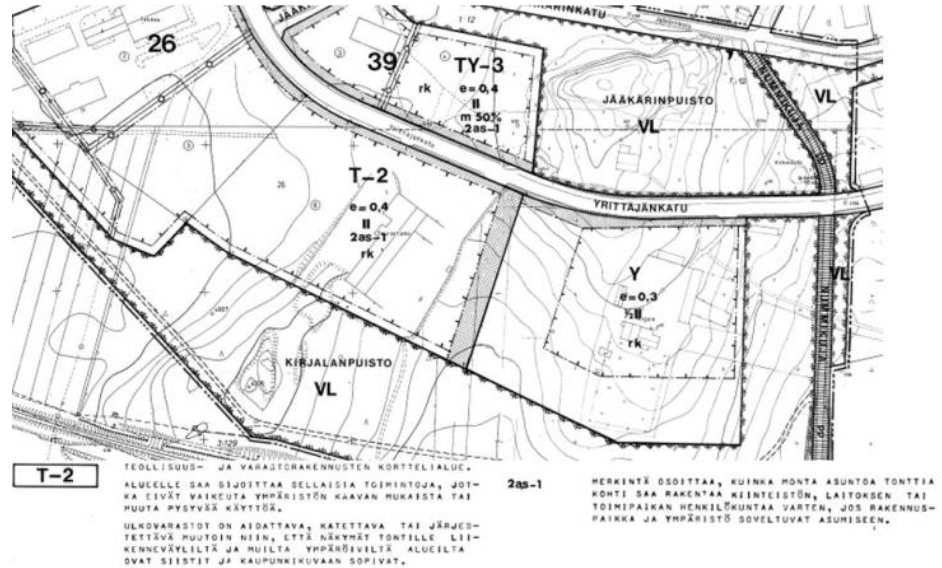 26
39
TY-3
e=0,4
II
m 50%
2as-1
rk
JÄÄKÄRINPUISTO
VL
VL
T-2
e=0,4
II
2as-1
rk
26
YRITTÄJÄNKATU
Y
e=0,3
½II
rk
VL
KIRJALANPUISTO
VL
PP
T-2
TEOLLISUUS- JA VARASTORAKENNUSTEN KORTTELIALUE.
ALUEELLE SAA SIJOITTAA SELLAISIA TOIMINTOJA, JOT-
KA EIVÄT VAIKEUTA YMPÄRISTÖN KAAVAN MUKAISTA TAI
MUUTA PYSYVÄÄ KÄYTTÖÄ.
ULKOVARASTOT ON AIDATTAVA, KATETTAVA TAI JÄRJES-
TETTÄVÄ MUUTOIN NIIN, ETTÄ NÄKYMÄT TONTILLE LII-
KENNEVÄYLILTÄ JA MUILTA YMPÄRÖIVILTÄ ALUEILTA
OVAT SIISTIT JA KAUPUNKIKUVAAN SOPIVAT.
2as-1
MERKINTÄ OSOITTAA, KUINKA MONTA ASUNTOA TONTTIA
KOHTI SAA RAKENTAA KIINTEISTÖN, LAITOKSEN TAI
TOIMIPAIKAN HENKILÖKUNTAA VARTEN, JOS RAKENNUS-
PAIKKA JA YMPÄRISTÖ SOVELTUVAT ASUMISEEN.